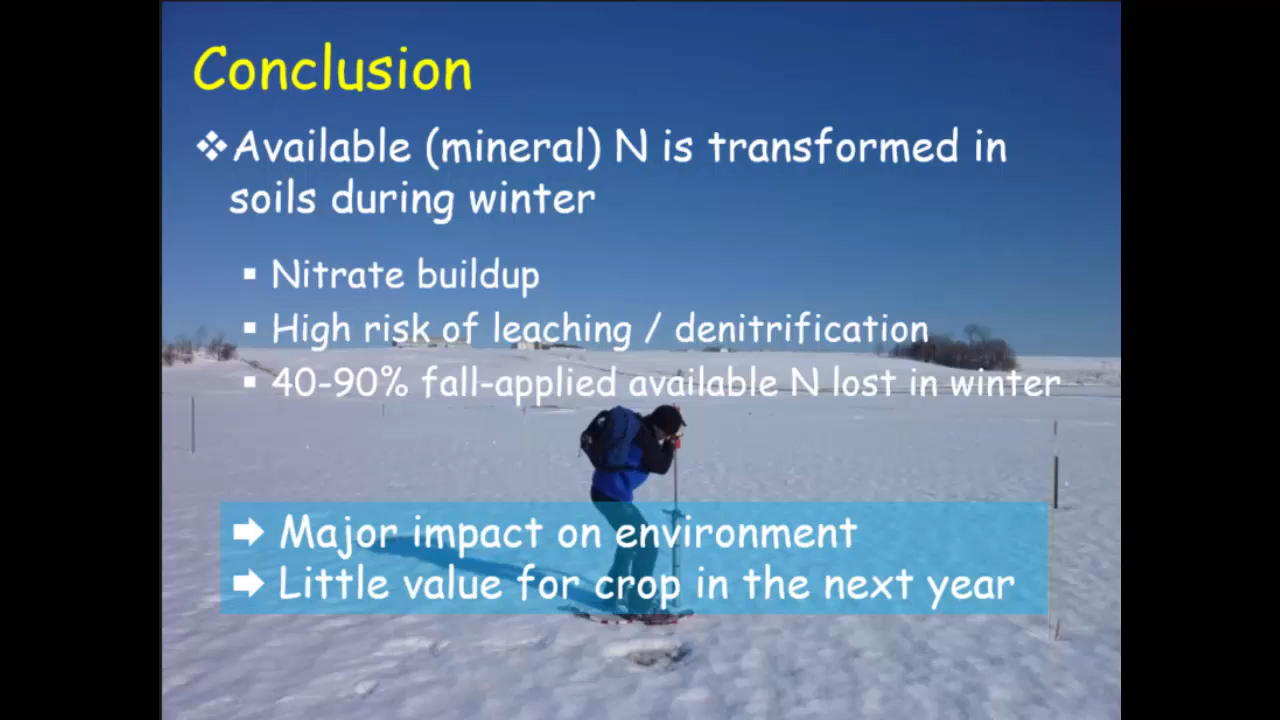 Conclusion
❖Available (mineral) N is transformed in
soils during winter
▪ Nitrate buildup
▪ High risk of leaching / denitrification
▪ 40-90% fall-applied available N lost in winter
➡ Major impact on environment
➡ Little value for crop in the next year